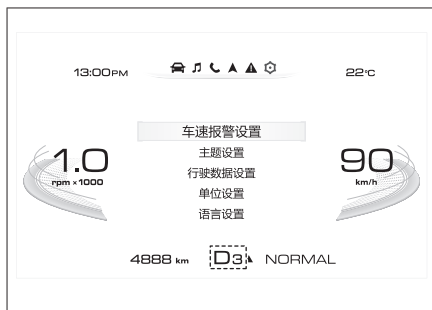 13:00PM
22℃
车速报警设置
主题设置
行驶数据设置
单位设置
语言设置
1.0
rpm×1000
90
km/h
4888 km
D3
NORMAL